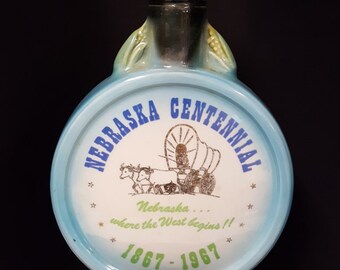 NEBRASKA CENTENNIAL
Nebraska . . .
where the West begins!!
1867 - 1967